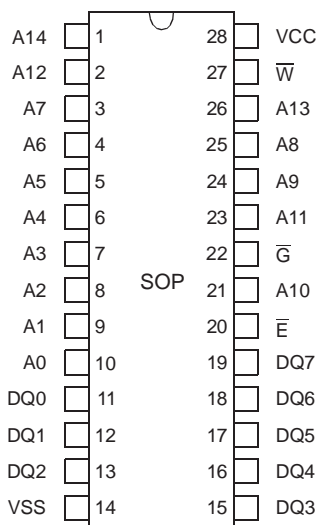 A14 1 28 VCC
A12 2 27 W̅
A7 3 26 A13
A6 4 25 A8
A5 5 24 A9
A4 6 23 A11
A3 7 22 G̅
A2 8 SOP 21 A10
A1 9 20 E̅
A0 10 19 DQ7
DQ0 11 18 DQ6
DQ1 12 17 DQ5
DQ2 13 16 DQ4
VSS 14 15 DQ3